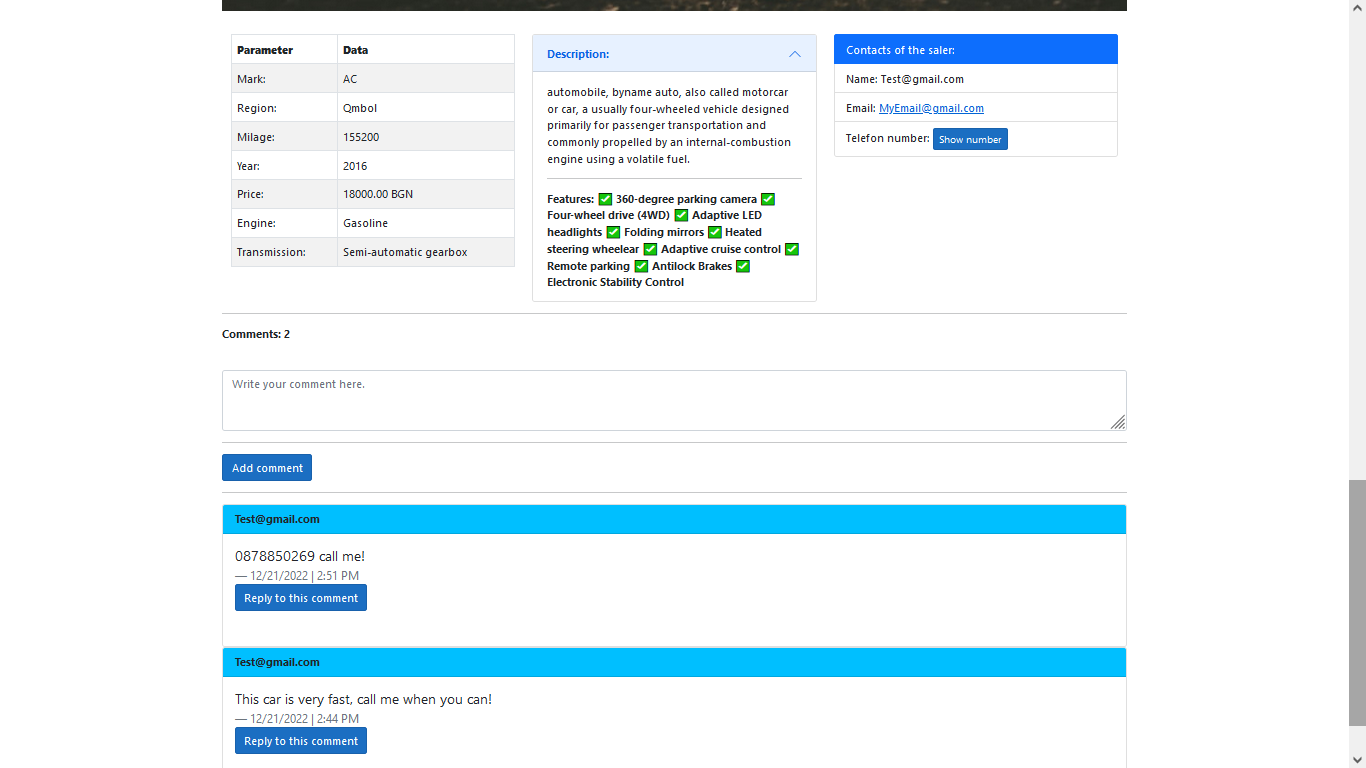 Parameter Data
Mark: AC
Region: Qmbol
Milage: 155200
Year: 2016
Price: 18000.00 BGN
Engine: Gasoline
Transmission: Semi-automatic gearbox
Description:
automobile, byname auto, also called motorcar
or car, a usually four-wheeled vehicle designed
primarily for passenger transportation and
commonly propelled by an internal-combustion
engine using a volatile fuel.
Features: ✅ 360-degree parking camera ✅
Four-wheel drive (4WD) ✅ Adaptive LED
headlights ✅ Folding mirrors ✅ Heated
steering wheelear ✅ Adaptive cruise control ✅
Remote parking ✅ Antilock Brakes ✅
Electronic Stability Control
Contacts of the saler:
Name: Test@gmail.com
Email: MyEmail@gmail.com
Telefon number: Show number
Comments: 2
Write your comment here.
Add comment
Test@gmail.com
0878850269 call me!
— 12/21/2022 | 2:51 PM
Reply to this comment
Test@gmail.com
This car is very fast, call me when you can!
— 12/21/2022 | 2:44 PM
Reply to this comment